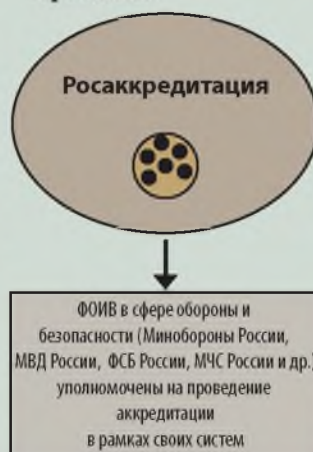 Росаккредитация
ФОИВ в сфере обороны и
безопасности (Минобороны России,
МВД России, ФСБ России, МЧС России и др.)
уполномочены на проведение
аккредитации
в рамках своих систем